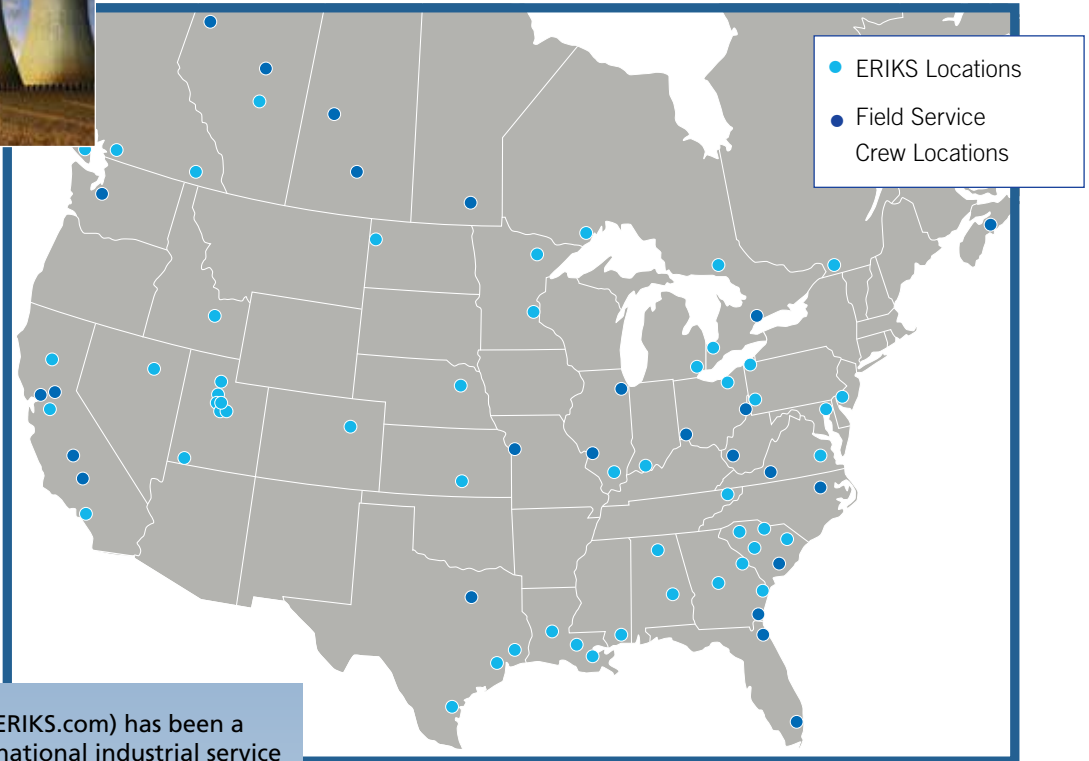 ERIKS Locations
Field Service
Crew Locations
ERIKS.com) has been a
national industrial service